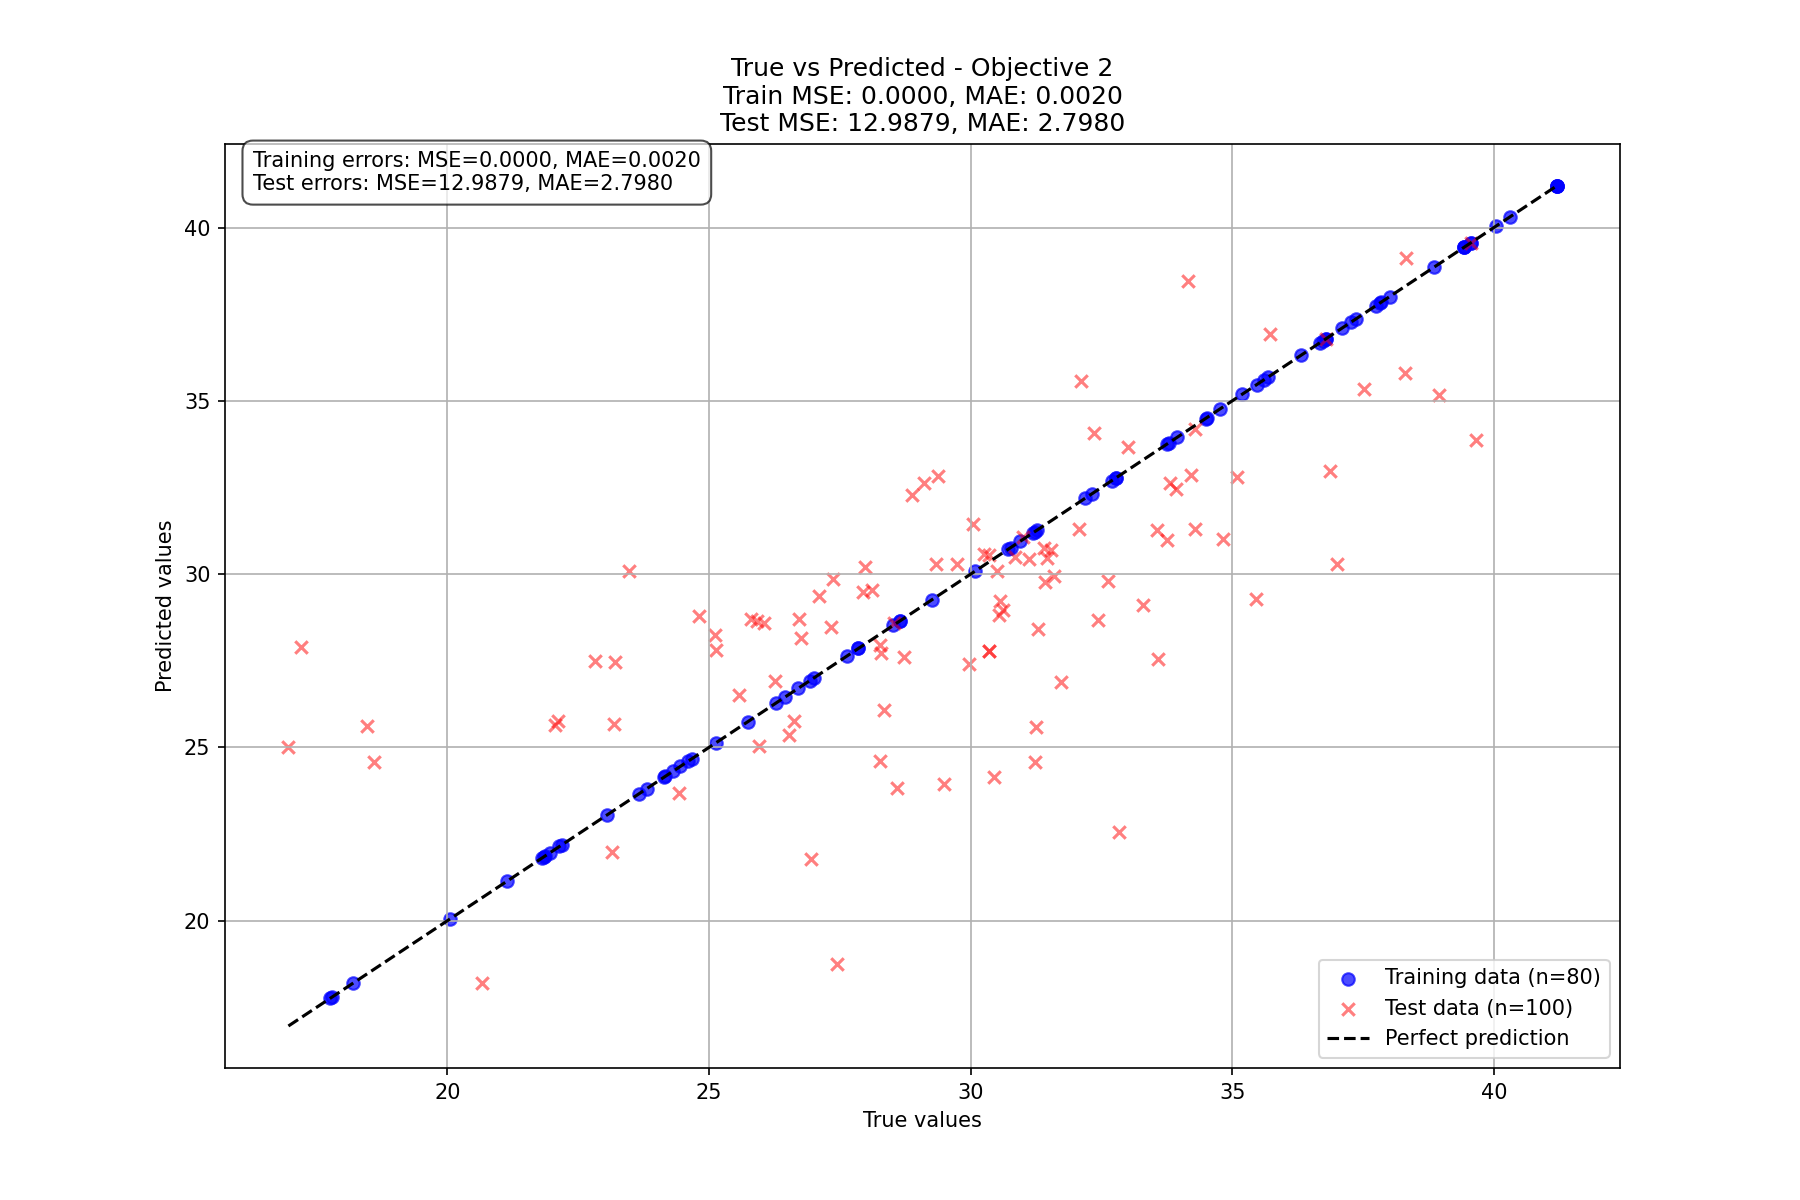 True vs Predicted - Objective 2
Train MSE: 0.0000, MAE: 0.0020
Test MSE: 12.9879, MAE: 2.7980
Training errors: MSE=0.0000, MAE=0.0020
Test errors: MSE=12.9879, MAE=2.7980
40
35
30
25
20
Predicted values
Training data (n=80)
Test data (n=100)
Perfect prediction
20
25
30
35
40
True values